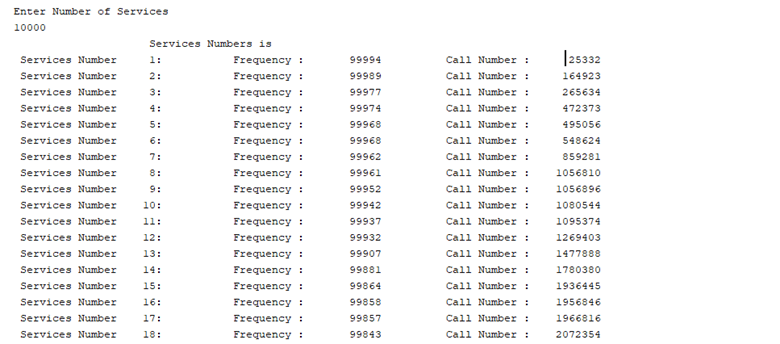 Enter Number of Services
10000
Services Numbers is
Services Number 1: Frequency : 99994 Call Number : 25332
Services Number 2: Frequency : 99989 Call Number : 164923
Services Number 3: Frequency : 99977 Call Number : 265634
Services Number 4: Frequency : 99974 Call Number : 472373
Services Number 5: Frequency : 99968 Call Number : 495056
Services Number 6: Frequency : 99968 Call Number : 548624
Services Number 7: Frequency : 99962 Call Number : 859281
Services Number 8: Frequency : 99961 Call Number : 1056810
Services Number 9: Frequency : 99952 Call Number : 1056896
Services Number 10: Frequency : 99942 Call Number : 1080544
Services Number 11: Frequency : 99937 Call Number : 1095374
Services Number 12: Frequency : 99932 Call Number : 1269403
Services Number 13: Frequency : 99907 Call Number : 1477888
Services Number 14: Frequency : 99881 Call Number : 1780380
Services Number 15: Frequency : 99864 Call Number : 1936445
Services Number 16: Frequency : 99858 Call Number : 1956846
Services Number 17: Frequency : 99857 Call Number : 1966816
Services Number 18: Frequency : 99843 Call Number : 2072354